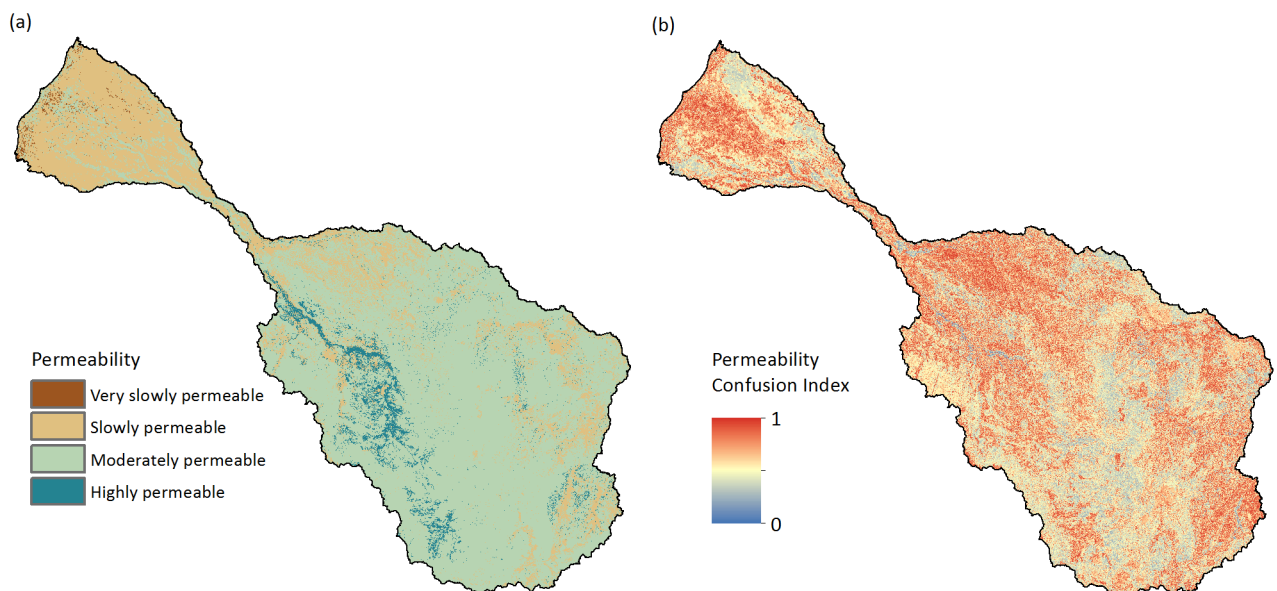 (a)
(b)
Permeability
Very slowly permeable
Slowly permeable
Moderately permeable
Highly permeable
Permeability
Confusion Index
1
0